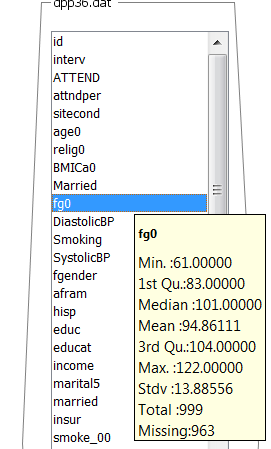 dpp36.dat
id
interv
ATTEND
attndper
sitecond
age0
relig0
BMICa0
Married
fg0
DiastolicBP
Smoking
SystolicBP
fgender
afram
hisp
educ
educat
income
marital5
married
insur
smoke_00
fg0
Min. :61.00000
1st Qu.:83.00000
Median :101.00000
Mean :94.86111
3rd Qu.:104.00000
Max. :122.00000
Stdv :13.88556
Total :999
Missing:963